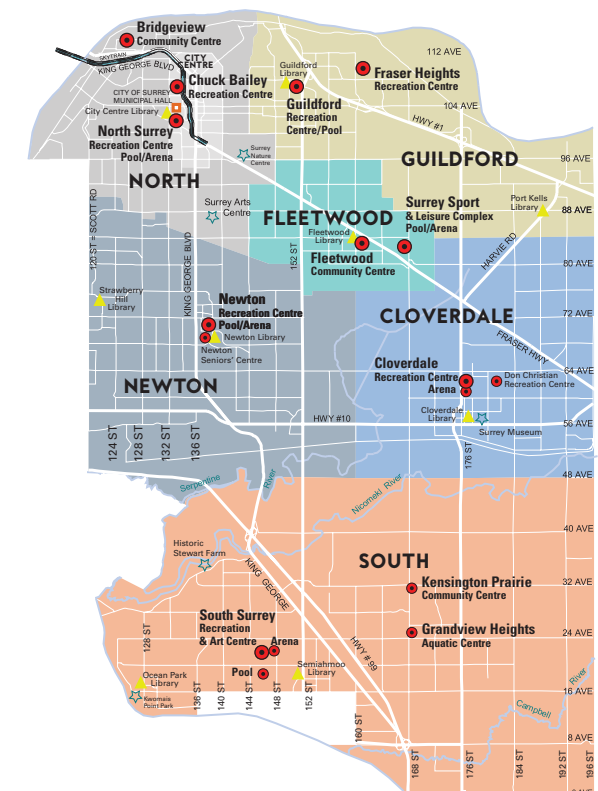 Bridgeview
Community Centre
SKYTRAIN
KING GEORGE BLVD
CITY
CENTRE
Chuck Bailey
Recreation Centre
CITY OF SURREY
MUNICIPAL HALL
City Centre Library
North Surrey
Recreation Centre
Pool/Arena
Guildford
Library
Guildford
Recreation
Centre/Pool
Fraser Heights
Recreation Centre
112 AVE
104 AVE
HWY #1
96 AVE
GUILDFORD
Surrey
Nature
Centre
NORTH
Surrey Arts
Centre
FLEETWOOD
Fleetwood
Library
Fleetwood
Community Centre
Surrey Sport
& Leisure Complex
Pool/Arena
Port Kells
Library
88 AVE
HARVIE RD
80 AVE
120 ST = SCOTT RD
KING GEORGE BLVD
152 ST
Strawberry
Hill
Library
Newton
Recreation Centre
Pool/Arena
Newton Library
Newton
Seniors' Centre
NEWTON
72 AVE
CLOVERDALE
FRASER HWY
64 AVE
Cloverdale
Recreation Centre
Arena
Don Christian
Recreation Centre
Cloverdale
Library
Surrey Museum
HWY #10
56 AVE
124 ST
128 ST
132 ST
136 ST
176 ST
48 AVE
Serpentine
River
Nicomekl River
40 AVE
Historic
Stewart Farm
KING GEORGE
SOUTH
Kensington Prairie
Community Centre
32 AVE
Grandview Heights
Aquatic Centre
24 AVE
128 ST
South Surrey
Recreation
& Art Centre
Arena
Pool
HWY #99
Semiahmoo
Library
Ocean Park
Library
Kwomais
Point Park
136 ST
140 ST
144 ST
148 ST
152 ST
16 AVE
River
Campbell
160 ST
8 AVE
168 ST
176 ST
184 ST
192 ST
196 ST